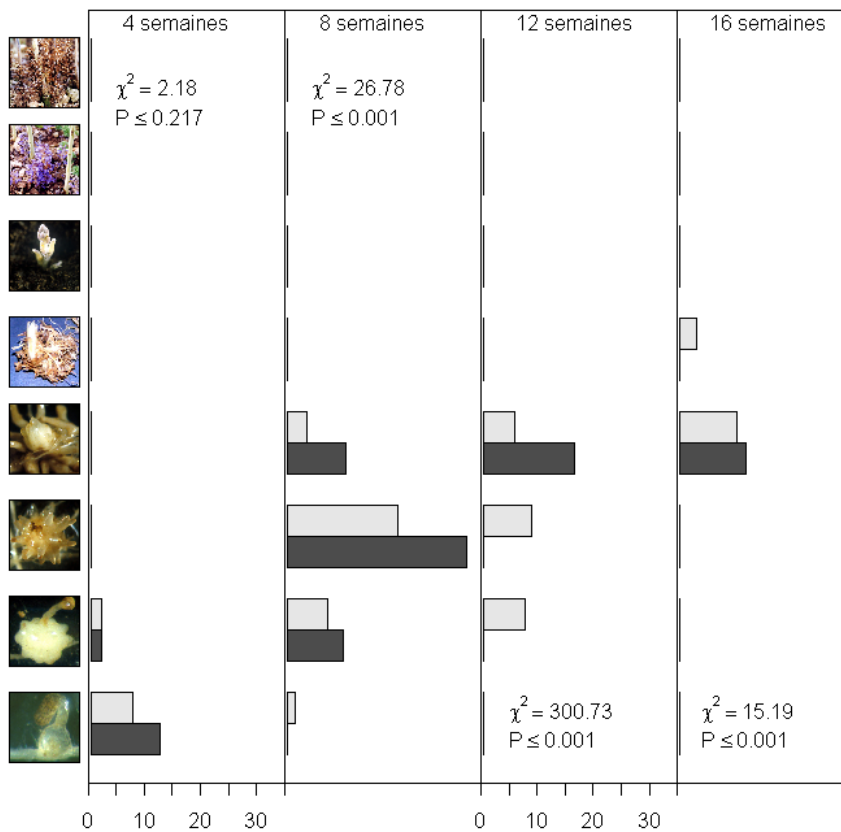 4 semaines 8 semaines 12 semaines 16 semaines
χ² = 2.18 χ² = 26.78
P ≤ 0.217 P ≤ 0.001
χ² = 300.73 χ² = 15.19
P ≤ 0.001 P ≤ 0.001
0 10 20 30 0 10 20 30